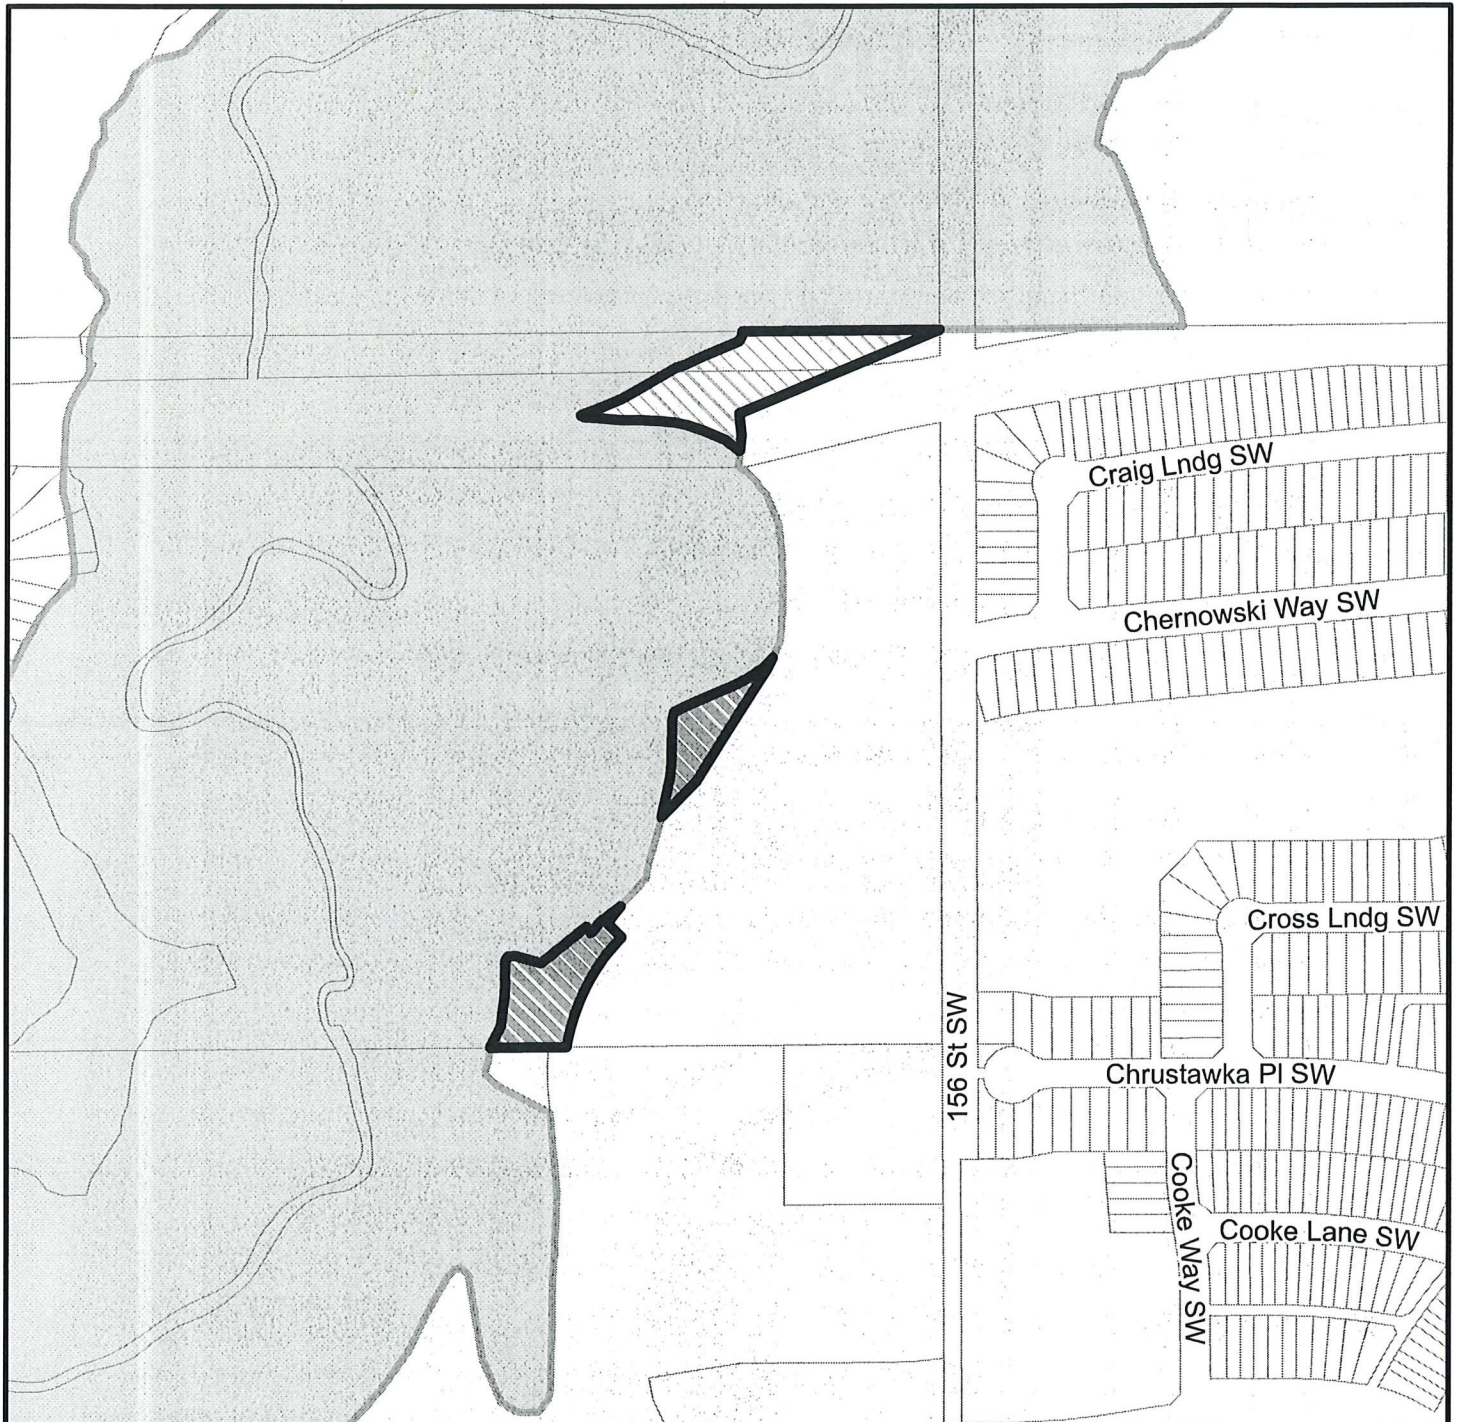 Craig Lndg SW
Chernowski Way SW
Cross Lndg SW
156 St SW
Chrustawka Pl SW
Cooke Way SW
Cooke Lane SW